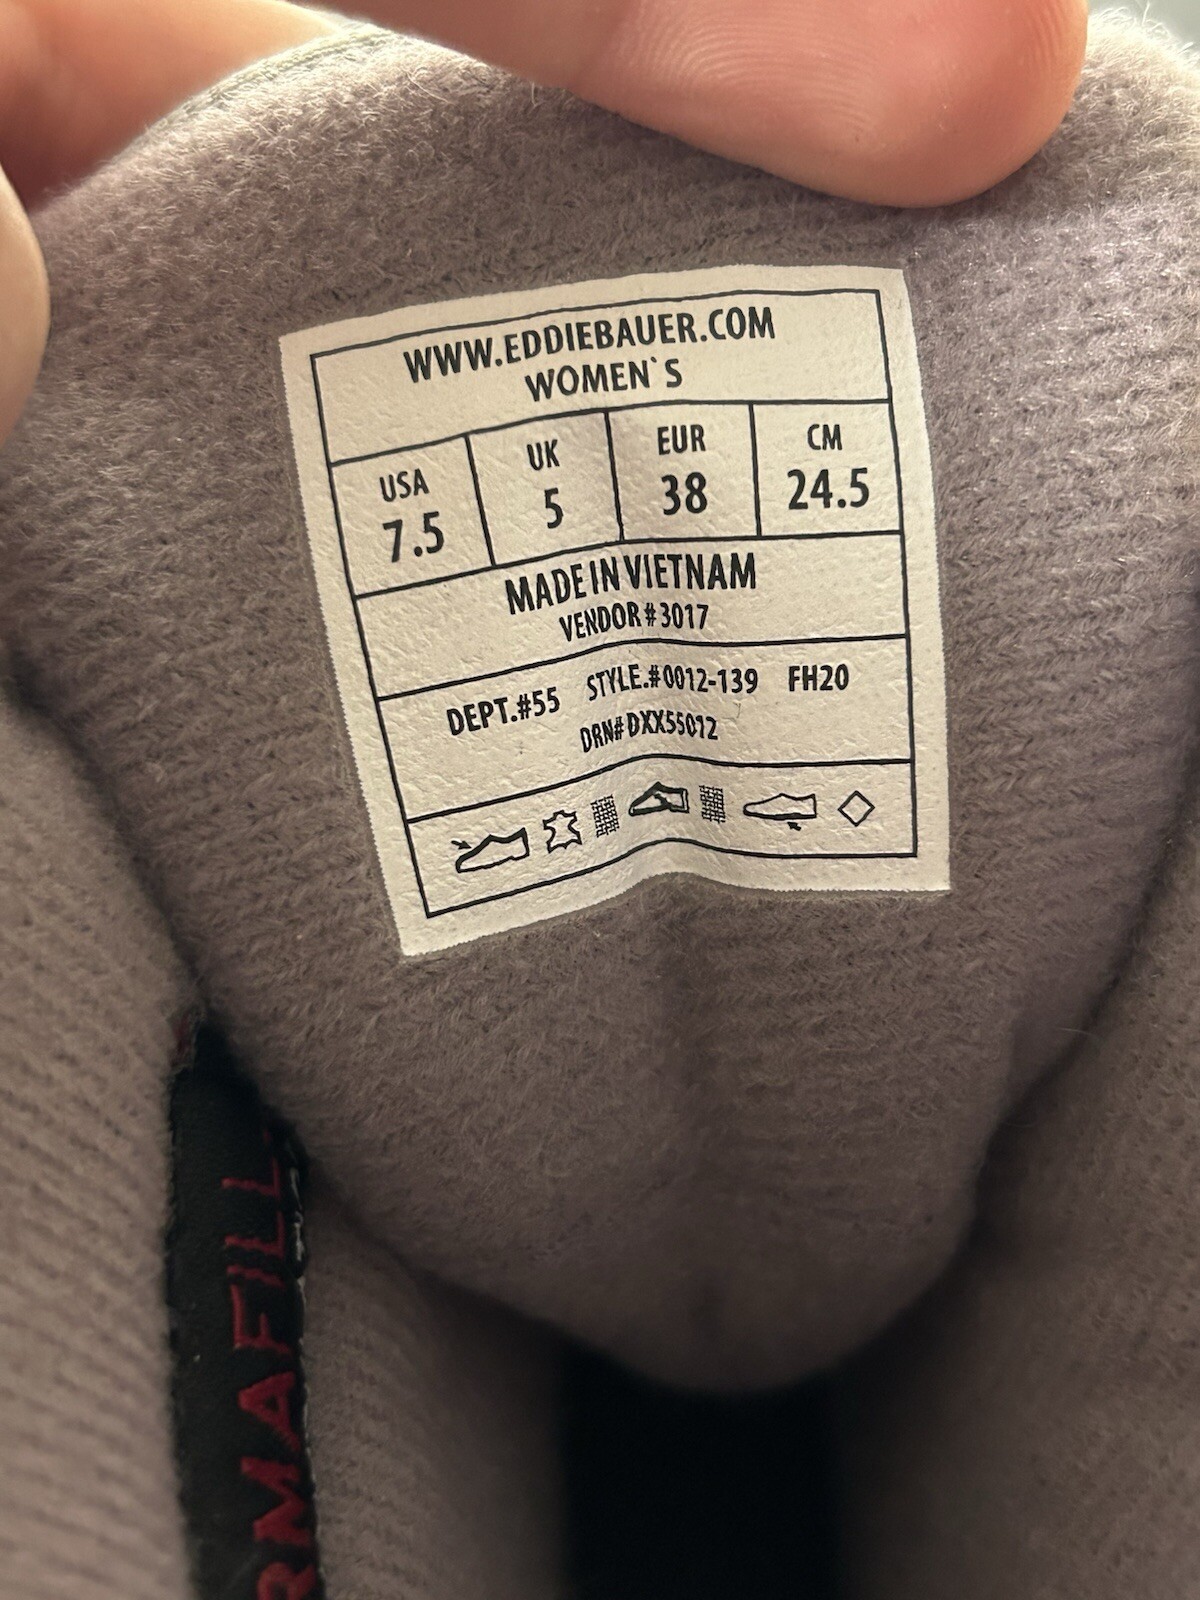 WWW.EDDIEBAUER.COM
WOMEN`S
USA UK EUR CM
7.5 5 38 24.5
MADE IN VIETNAM
VENDOR#3017
DEPT.#55 STYLE.#0012-139 FH20
DRN#DXX55012
RMAFILL